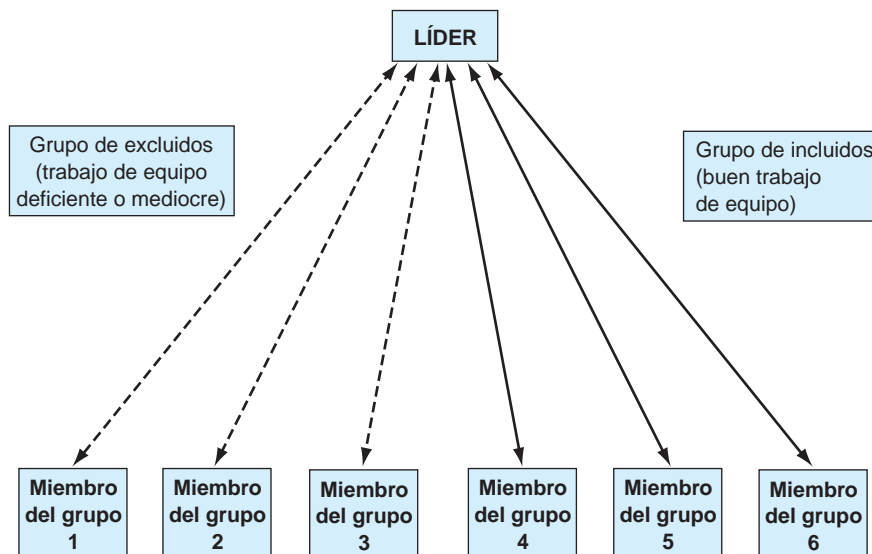 LÍDER
Grupo de excluidos
(trabajo de equipo
deficiente o mediocre)
Grupo de incluidos
(buen trabajo
de equipo)
Miembro
del grupo
1
Miembro
del grupo
2
Miembro
del grupo
3
Miembro
del grupo
4
Miembro
del grupo
5
Miembro
del grupo
6